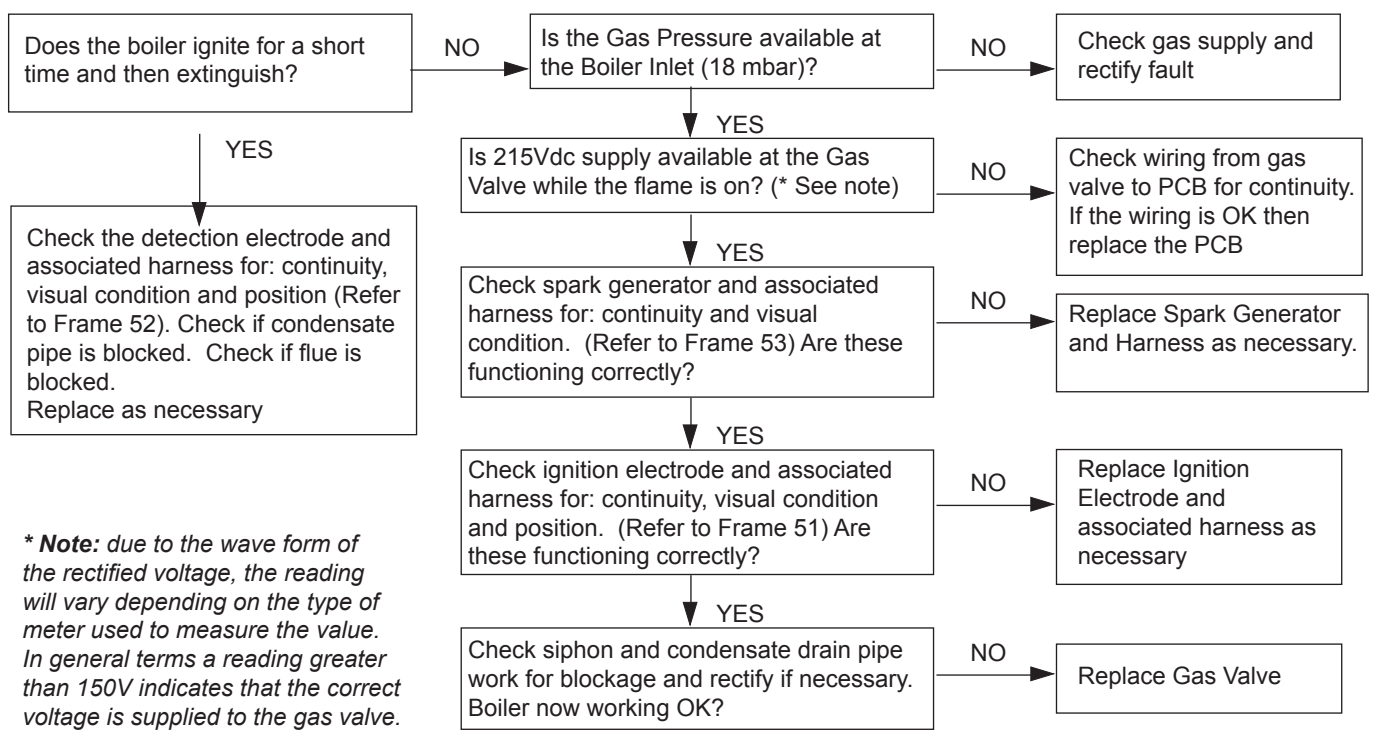 Does the boiler ignite for a short
time and then extinguish?
NO
Is the Gas Pressure available at
the Boiler Inlet (18 mbar)?
NO
Check gas supply and
rectify fault
YES
Check the detection electrode and
associated harness for: continuity,
visual condition and position (Refer
to Frame 52). Check if condensate
pipe is blocked. Check if flue is
blocked.
Replace as necessary
YES
Is 215Vdc supply available at the Gas
Valve while the flame is on? (* See note)
NO
Check wiring from gas
valve to PCB for continuity.
If the wiring is OK then
replace the PCB
YES
Check spark generator and associated
harness for: continuity and visual
condition. (Refer to Frame 53) Are these
functioning correctly?
NO
Replace Spark Generator
and Harness as necessary.
YES
Check ignition electrode and associated
harness for: continuity, visual condition
and position. (Refer to Frame 51) Are
these functioning correctly?
NO
Replace Ignition
Electrode and
associated harness as
necessary
YES
Check siphon and condensate drain pipe
work for blockage and rectify if necessary.
Boiler now working OK?
NO
Replace Gas Valve
* Note: due to the wave form of
the rectified voltage, the reading
will vary depending on the type of
meter used to measure the value.
In general terms a reading greater
than 150V indicates that the correct
voltage is supplied to the gas valve.